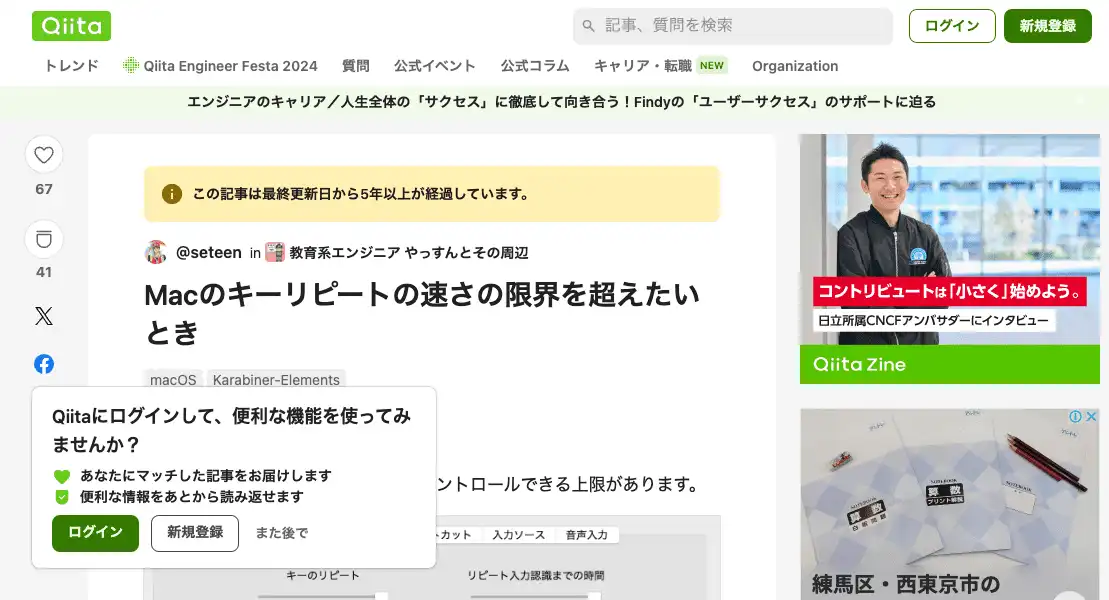 Qiita
記事、質問を検索
ログイン
新規登録
トレンド
Qiita Engineer Festa 2024
質問
公式イベント
公式コラム
キャリア・転職 NEW
Organization
エンジニアのキャリア／人生全体の「サクセス」に徹底して向き合う！Findyの「ユーザーサクセス」のサポートに迫る
67
41
この記事は最終更新日から5年以上が経過しています。
@seteen in 教育系エンジニア やっすんとその周辺
Macのキーリピートの速さの限界を超えたい
とき
macOS Karabiner-Elements
ントロールできる上限があります。
トカット 入力ソース 音声入力
キーのリピート リピート入力認識までの時間
Qiitaにログインして、便利な機能を使ってみ
ませんか？
あなたにマッチした記事をお届けします
便利な情報をあとから読み返せます
ログイン
新規登録
また後で
コントリビュートは「小さく」始めよう。
日立所属CNCFアンバサダーにインタビュー
Qiita Zine
NOTEBOOK
算数
NOTEBOOK
算数
プリント解説
NOTEBOOK
練馬区・西東京市の